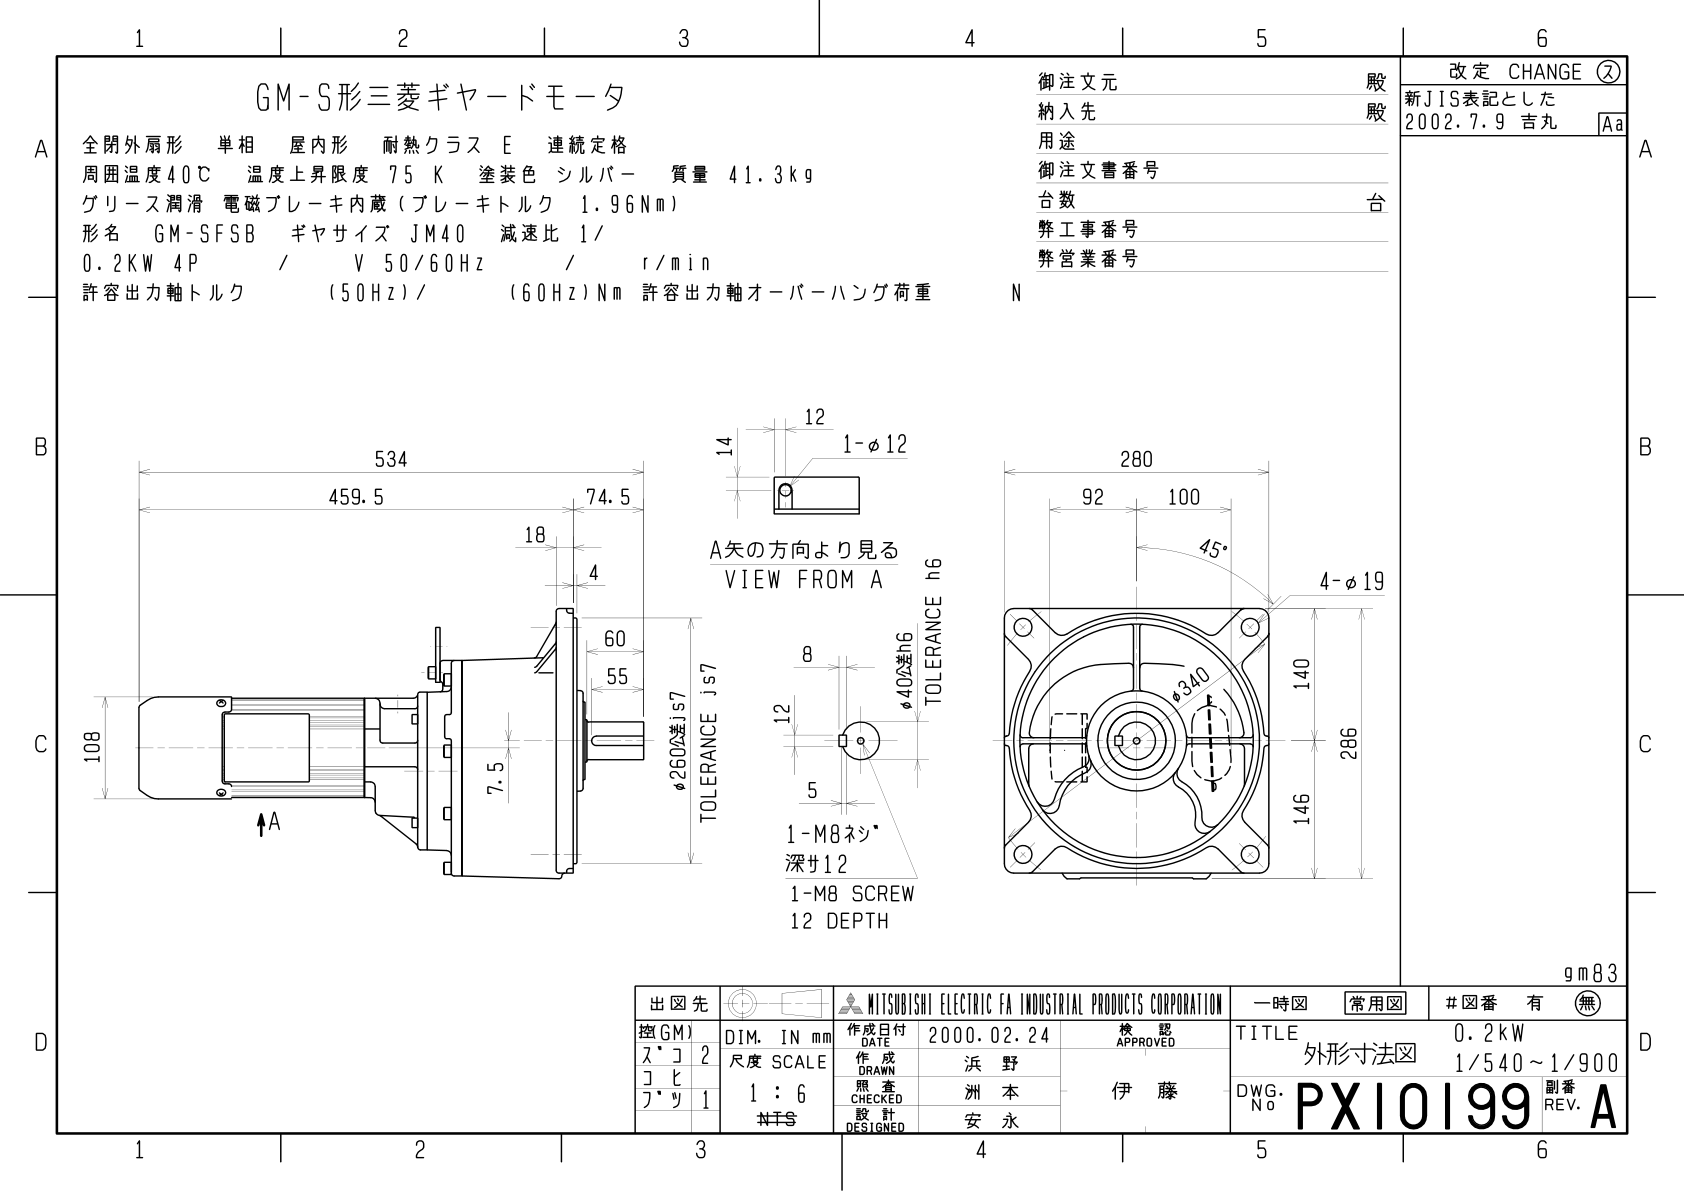 1 2 3 4 5 6
GM-S形三菱ギヤードモータ
全閉外扇形 単相 屋内形 耐熱クラス E 連続定格
周囲温度40℃ 温度上昇限度 75 K 塗装色 シルバー 質量 41.3kg
グリース潤滑 電磁ブレーキ内蔵(ブレーキトルク 1.96Nm)
形名 GM-SFSB ギヤサイズ JM40 減速比 1/
0.2KW 4P / V 50/60Hz / r/min
許容出力軸トルク (50Hz)/ (60Hz)Nm 許容出力軸オーバーハング荷重 N
御注文元 殿
納入先 殿
用途
御注文書番号
台数 台
弊工事番号
弊営業番号
改定 CHANGE ス
新JIS表記とした
2002.7.9 吉丸 Aa
A A
B B
C C
D D
534
459.5 74.5
18
4
60
55
108
7.5
A
φ260公差js7
TOLERANCE js7
12
14
1-φ12
A矢の方向より見る
VIEW FROM A
8
12
5
φ40公差h6
TOLERANCE h6
1-M8ネジ
深サ12
1-M8 SCREW
12 DEPTH
280
92 100
45°
4-φ19
φ340
140
286
146
gm83
出図先
控(GM)
ズコ 2
コヒ
ブツ 1
DIM. IN mm
尺度 SCALE
1 : 6
NTS
MITSUBISHI ELECTRIC FA INDUSTRIAL PRODUCTS CORPORATION
作成日付
DATE
2000.02.24
検 認
APPROVED
作 成
DRAWN
浜 野
照 査
CHECKED
洲 本
伊 藤
設 計
DESIGNED
安 永
一時図 常用図 #図番 有 無
TITLE 0.2kW
外形寸法図
1/540~1/900
DWG.
No
PX10199
副番
REV.
A
1 2 3 4 5 6